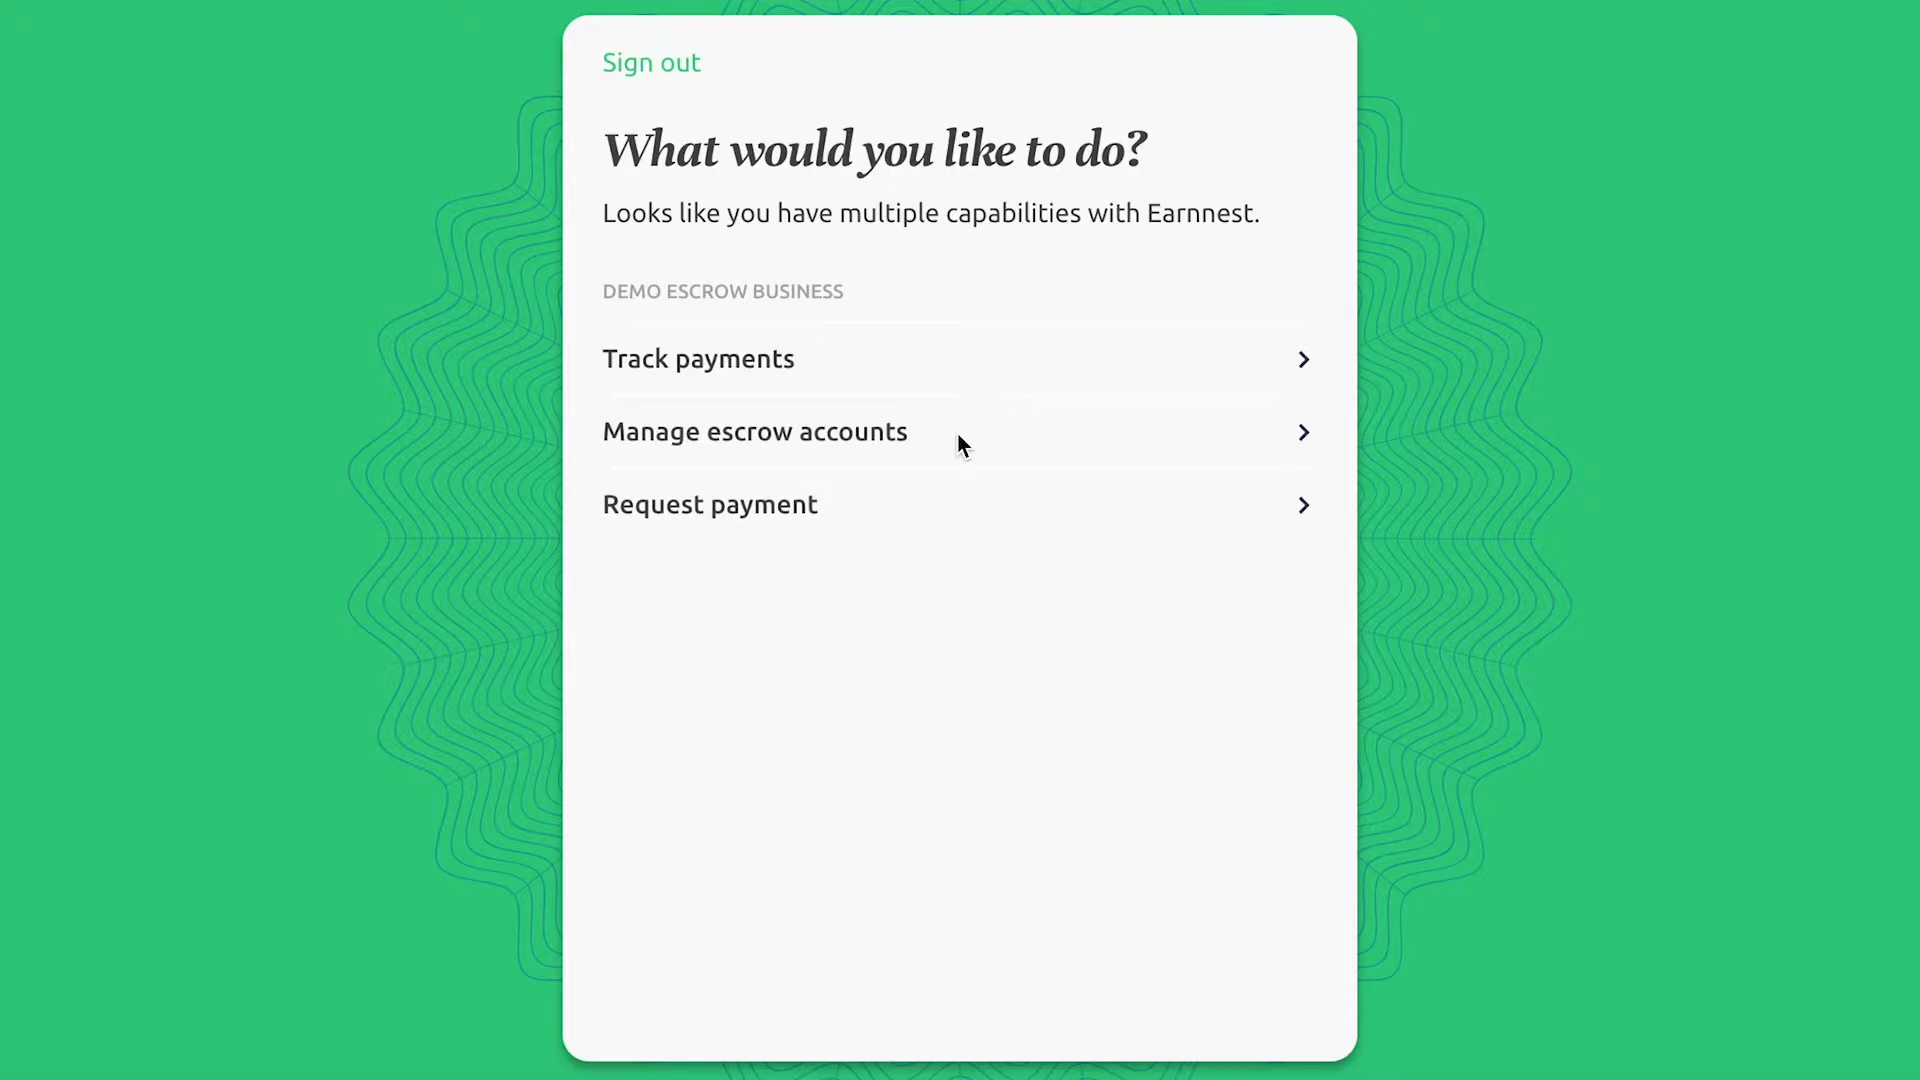 Sign out
What would you like to do?
Looks like you have multiple capabilities with Earnnest.
DEMO ESCROW BUSINESS
Track payments
Manage escrow accounts
Request payment